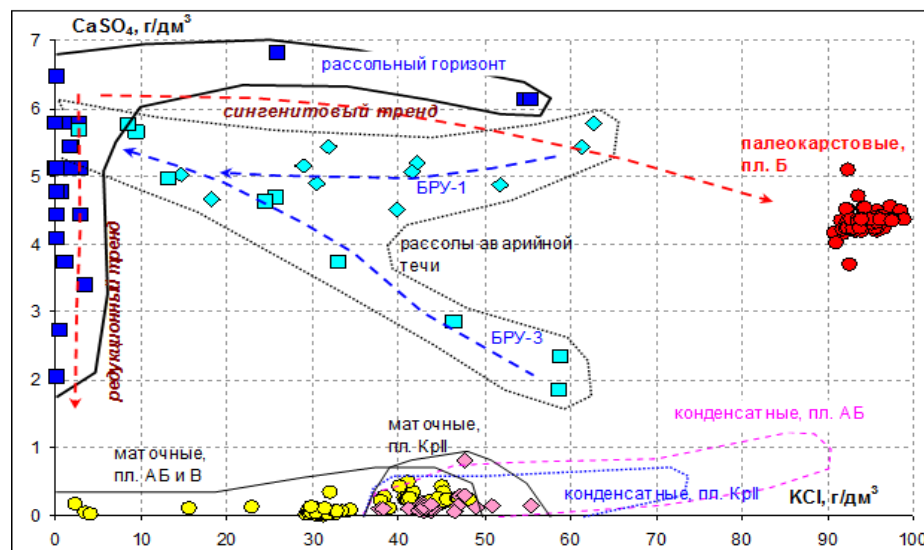 CaSO4, г/дм3
7
6
5
4
3
2
1
0
рассольный горизонт
сингенитовый тренд
палеокарстовые,
пл. Б
БРУ-1
рассолы аварийной
течи
БРУ-3
редукционный тренд
маточные,
пл. КрII
конденсатные, пл. АБ
маточные,
пл. АБ и В
конденсатные, пл. КрII
KCl, г/дм3
0 10 20 30 40 50 60 70 80 90 100